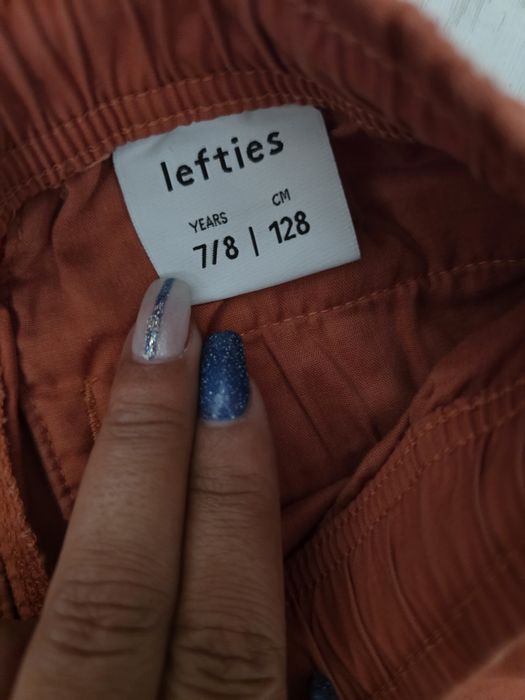 lefties
YEARS CM
7/8 | 128